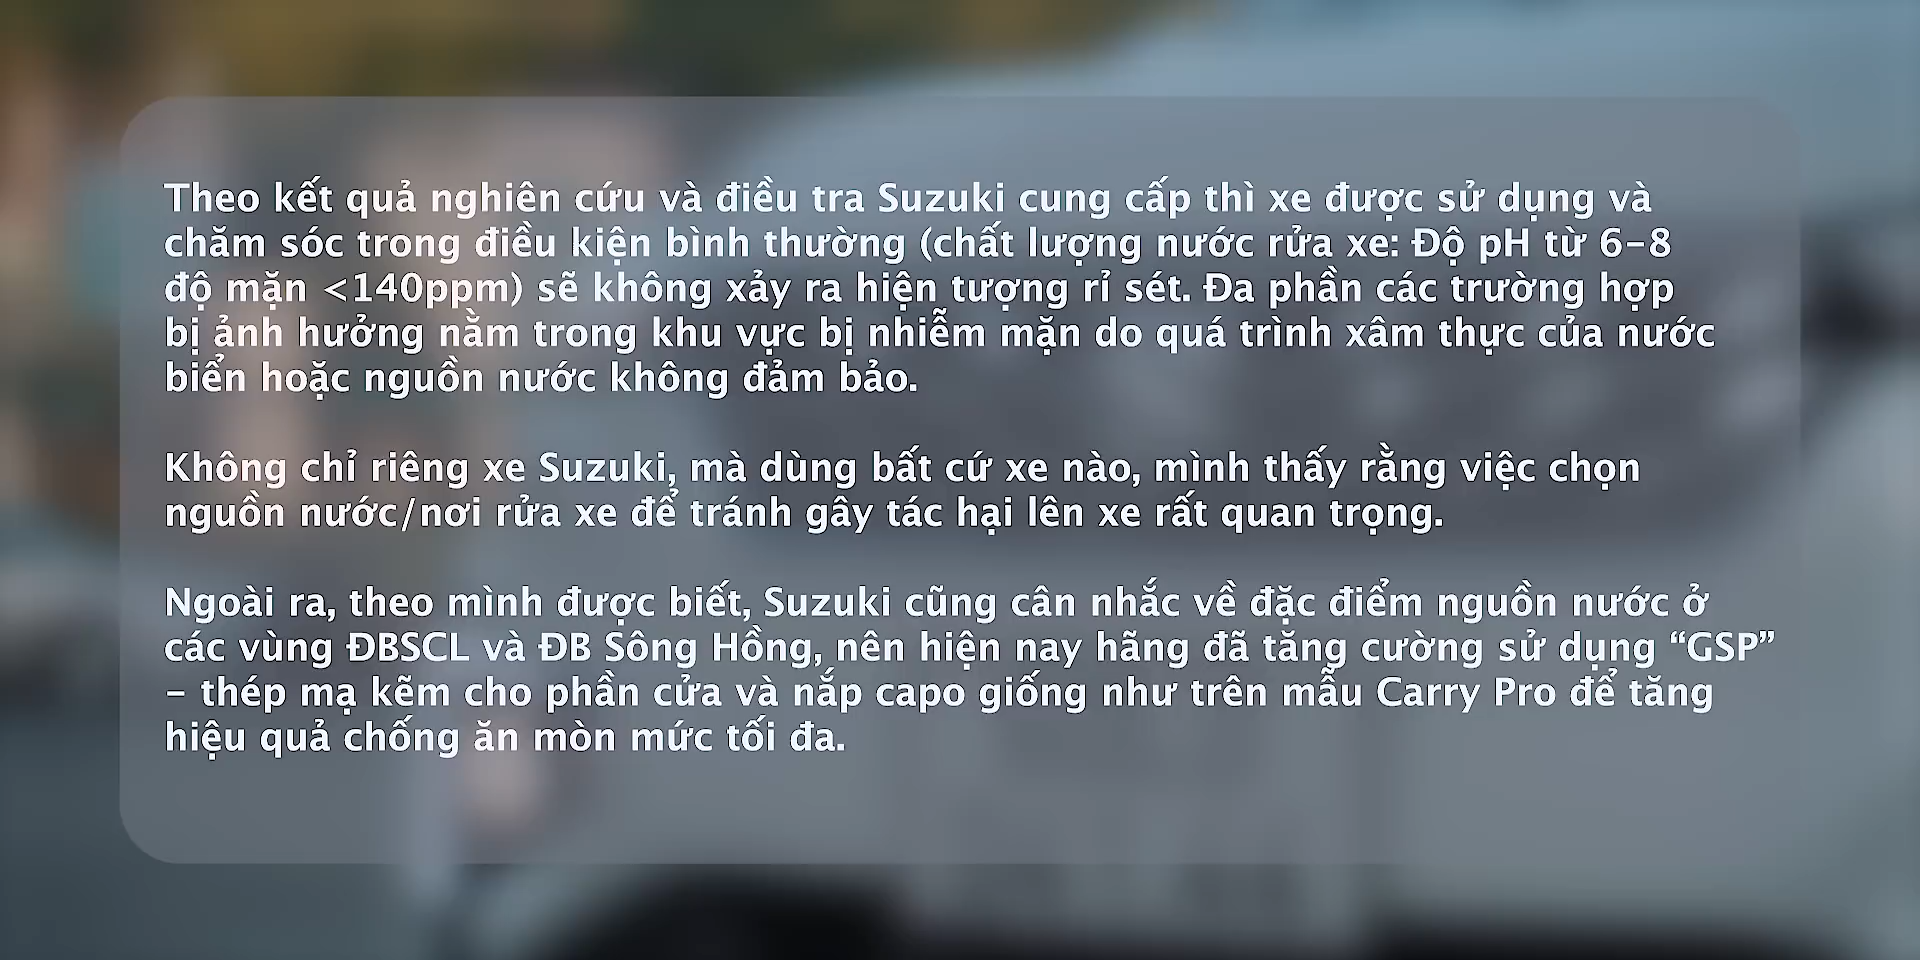 Theo kết quả nghiên cứu và điều tra Suzuki cung cấp thì xe được sử dụng và
chăm sóc trong điều kiện bình thường (chất lượng nước rửa xe: Độ pH từ 6-8
độ mặn <140ppm) sẽ không xảy ra hiện tượng rỉ sét. Đa phần các trường hợp
bị ảnh hưởng nằm trong khu vực bị nhiễm mặn do quá trình xâm thực của nước
biển hoặc nguồn nước không đảm bảo.
Không chỉ riêng xe Suzuki, mà dùng bất cứ xe nào, mình thấy rằng việc chọn
nguồn nước/nơi rửa xe để tránh gây tác hại lên xe rất quan trọng.
Ngoài ra, theo mình được biết, Suzuki cũng cân nhắc về đặc điểm nguồn nước ở
các vùng ĐBSCL và ĐB Sông Hồng, nên hiện nay hãng đã tăng cường sử dụng “GSP”
- thép mạ kẽm cho phần cửa và nắp capo giống như trên mẫu Carry Pro để tăng
hiệu quả chống ăn mòn mức tối đa.